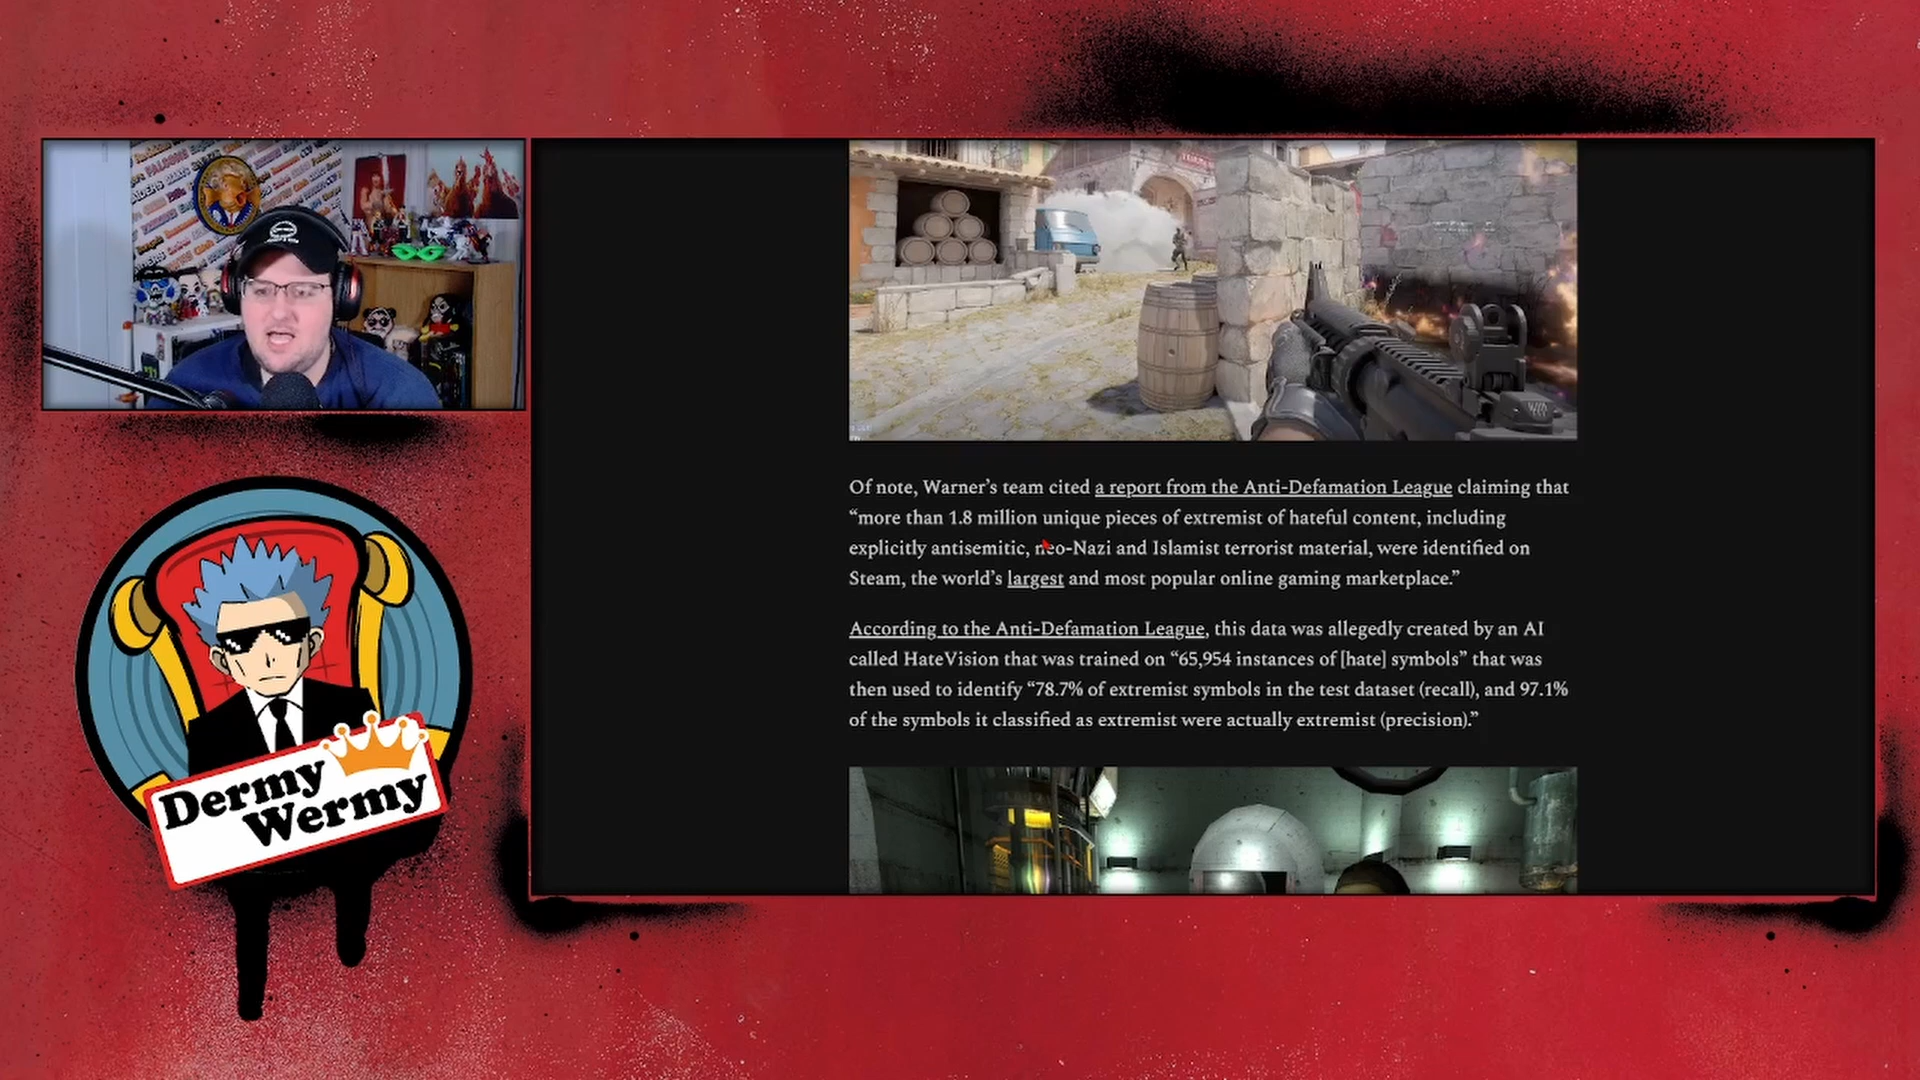 Of note, Warner's team cited a report from the Anti-Defamation League claiming that
“more than 1.8 million unique pieces of extremist of hateful content, including
explicitly antisemitic, neo-Nazi and Islamist terrorist material, were identified on
Steam, the world's largest and most popular online gaming marketplace.”
According to the Anti-Defamation League, this data was allegedly created by an AI
called HateVision that was trained on “65,954 instances of [hate] symbols” that was
then used to identify “78.7% of extremist symbols in the test dataset (recall), and 97.1%
of the symbols it classified as extremist were actually extremist (precision).”
Dermy
Wermy